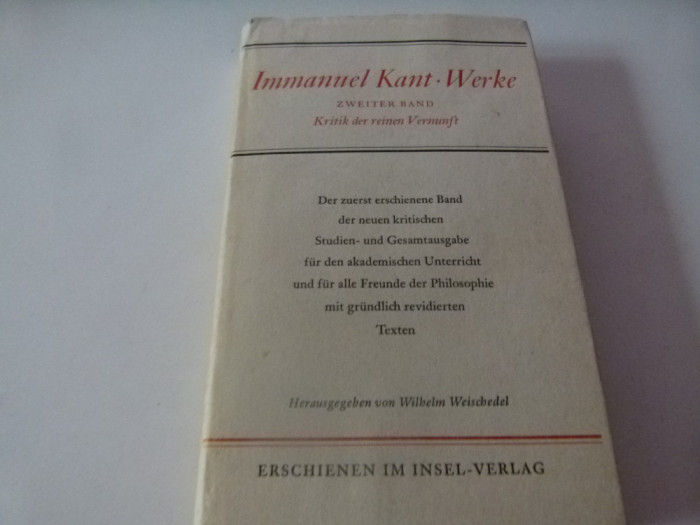 Immanuel Kant · Werke
ZWEITER BAND
Kritik der reinen Vernunft
Der zuerst erschienene Band
der neuen kritischen
Studien- und Gesamtausgabe
für den akademischen Unterricht
und für alle Freunde der Philosophie
mit gründlich revidierten
Texten
Herausgegeben von Wilhelm Weischedel
ERSCHIENEN IM INSEL-VERLAG